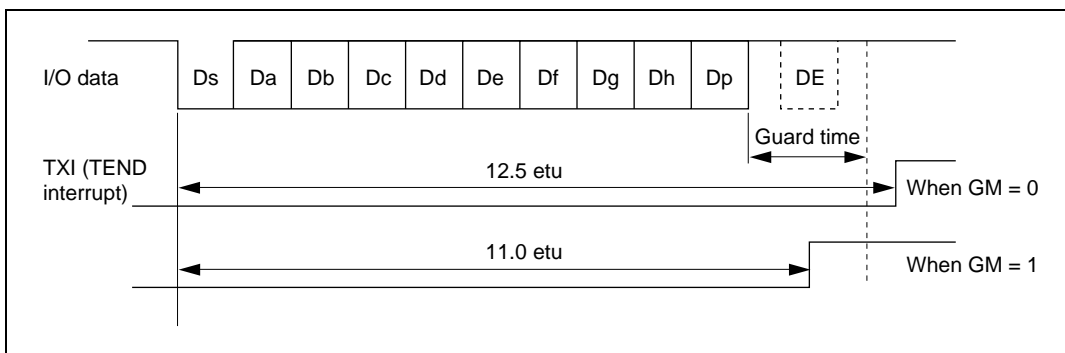 I/O data
Ds Da Db Dc Dd De Df Dg Dh Dp DE
Guard time
TXI (TEND
interrupt)
12.5 etu
When GM = 0
11.0 etu
When GM = 1